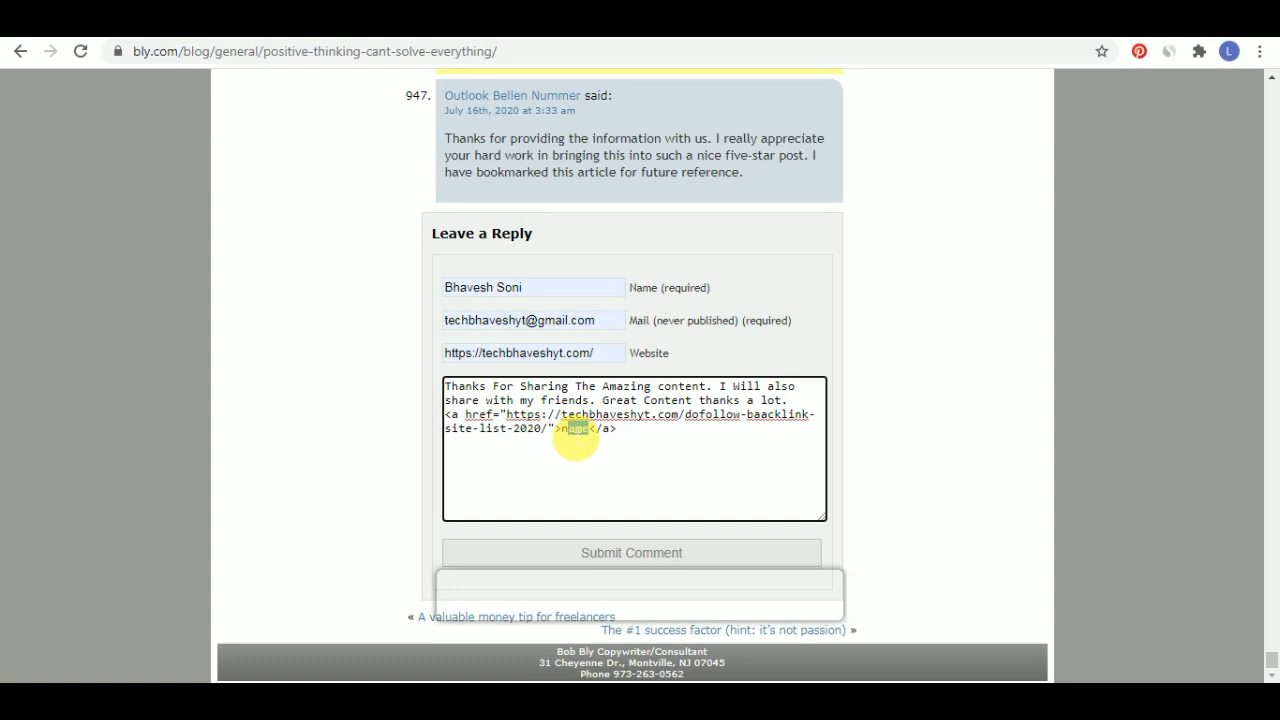 bly.com/blog/general/positive-thinking-cant-solve-everything/
L
947. Outlook Bellen Nummer said:
July 16th, 2020 at 3:33 am
Thanks for providing the information with us. I really appreciate
your hard work in bringing this into such a nice five-star post. I
have bookmarked this article for future reference.
Leave a Reply
Bhavesh Soni Name (required)
techbhaveshyt@gmail.com Mail (never published) (required)
https://techbhaveshyt.com/ Website
Thanks For Sharing The Amazing content. I Will also
share with my friends. Great Content thanks a lot.
<a href="https://techbhaveshyt.com/dofollow-baacklink-
site-list-2020/">name</a>
Submit Comment
« A valuable money tip for freelancers
The #1 success factor (hint: it's not passion) »
Bob Bly Copywriter/Consultant
31 Cheyenne Dr., Montville, NJ 07045
Phone 973-263-0562